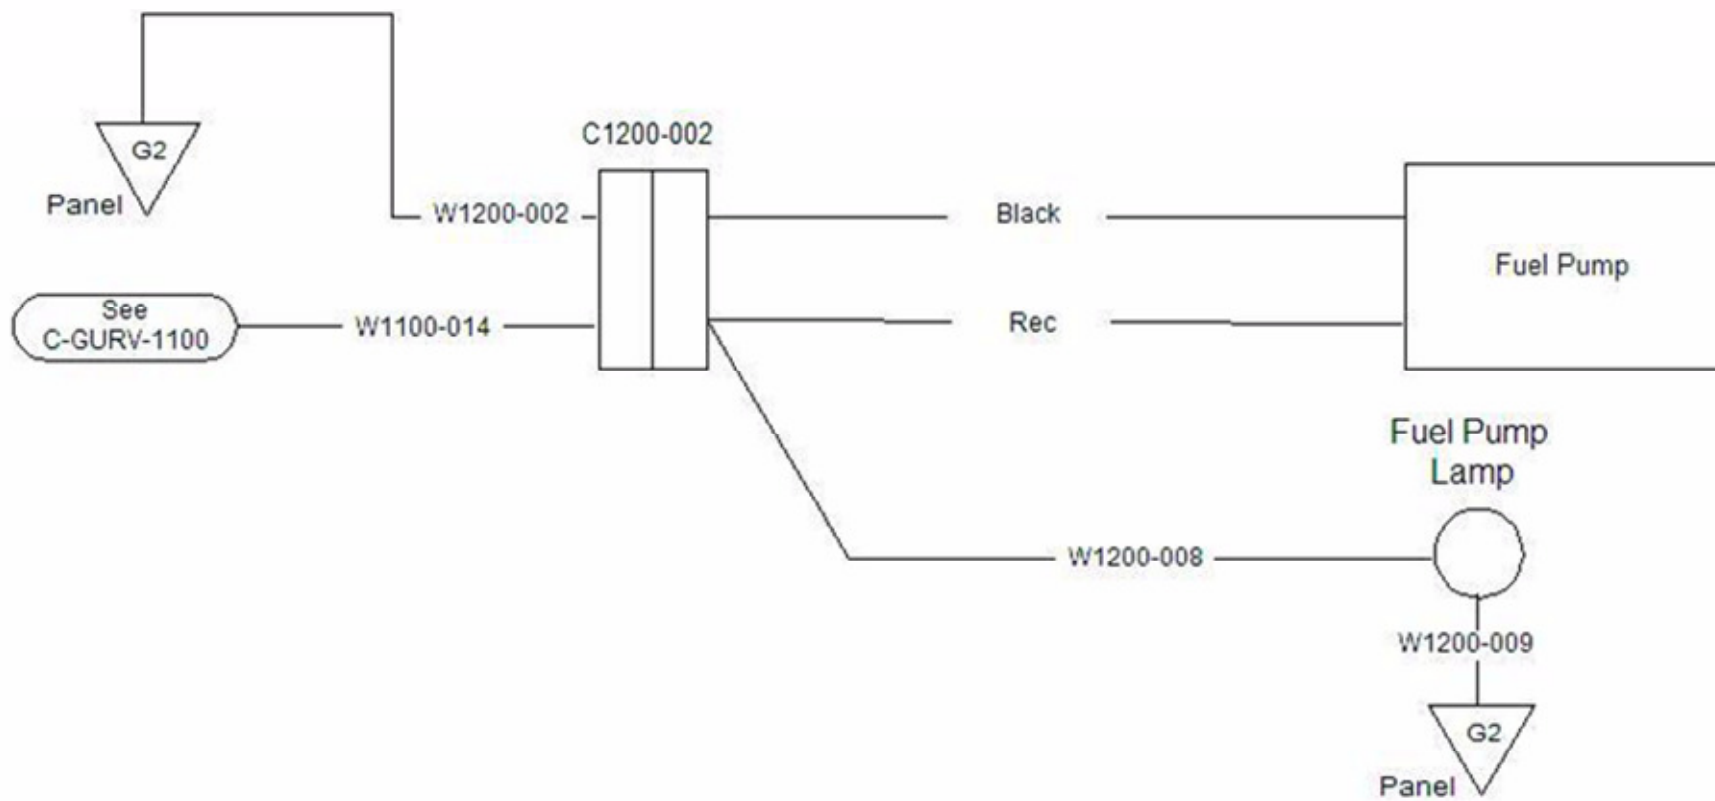 G2
Panel
C1200-002
W1200-002
Black
Fuel Pump
See
C-GURV-1100
W1100-014
Rec
Fuel Pump
Lamp
W1200-008
W1200-009
G2
Panel